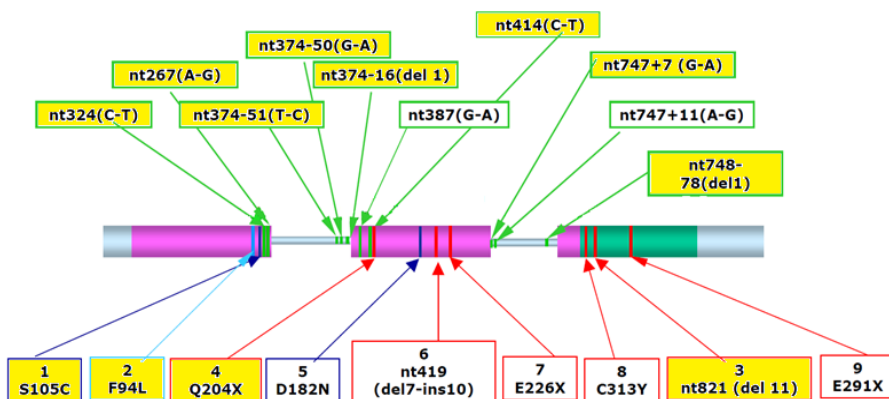 nt414(C-T)
nt374-50(G-A)
nt747+7 (G-A)
nt267(A-G)
nt374-16(del 1)
nt324(C-T)
nt374-51(T-C)
nt387(G-A)
nt747+11(A-G)
nt748-
78(del1)
1
S105C
2
F94L
4
Q204X
5
D182N
6
nt419
(del7-ins10)
7
E226X
8
C313Y
3
nt821 (del 11)
9
E291X